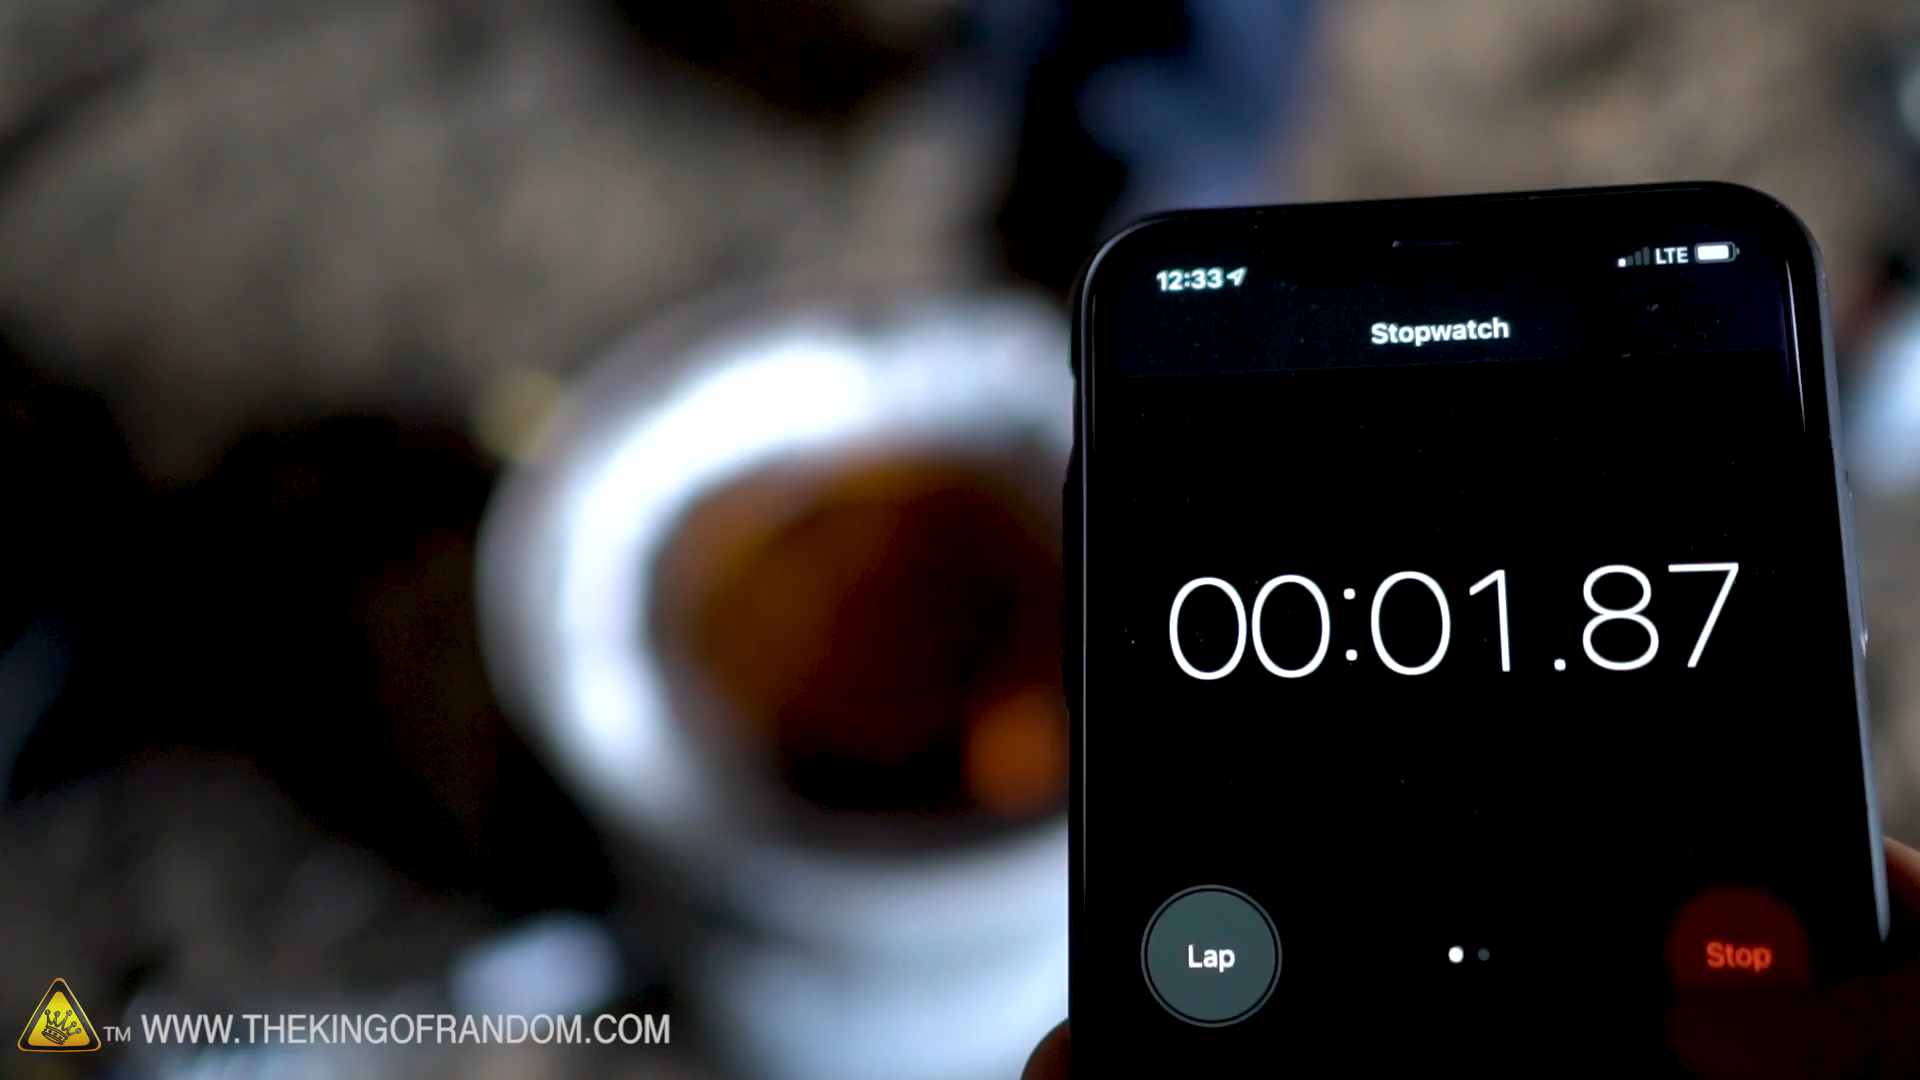 12:33
LTE
Stopwatch
00:01.87
Lap
Stop
TM WWW.THEKINGOFRANDOM.COM